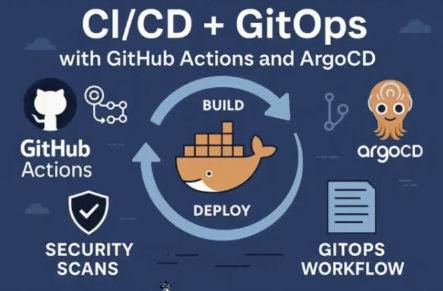 CI/CD + GitOps
with GitHub Actions and ArgoCD
BUILD
GitHub
Actions
argoCD
DEPLOY
SECURITY
SCANS
GITOPS
WORKFLOW